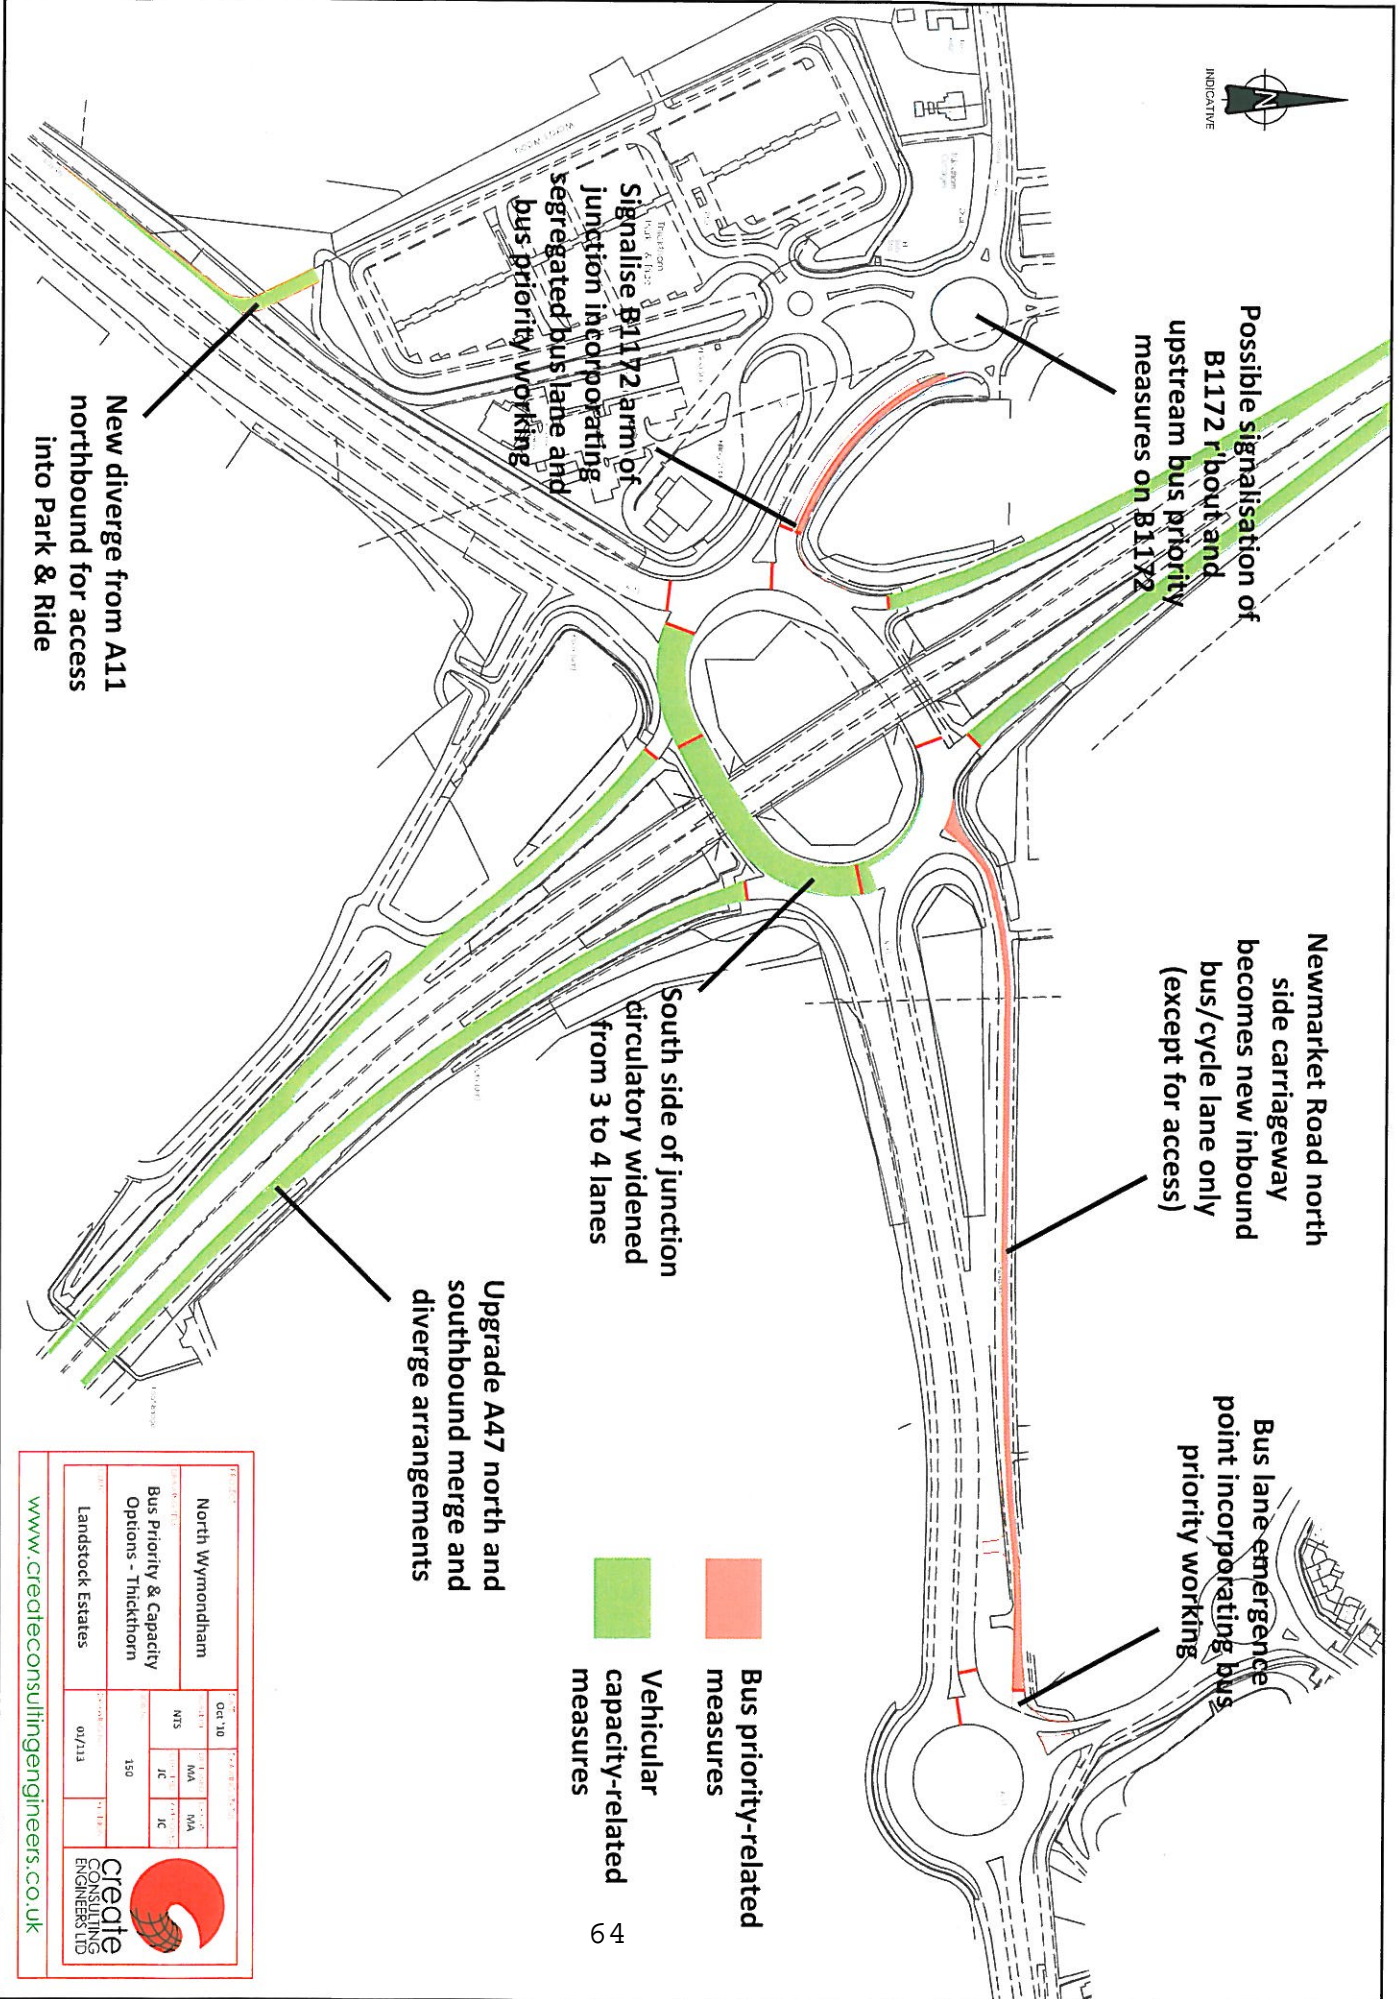 N
INDICATIVE
Possible signalisation of
B1172 r'bout and
upstream bus priority
measures on B1172
Newmarket Road north
side carriageway
becomes new inbound
bus/cycle lane only
(except for access)
Bus lane emergence
point incorporating bus
priority working
Signalise B1172 arm of
junction incorporating
segregated bus lane and
bus priority working
South side of junction
circulatory widened
from 3 to 4 lanes
Bus priority-related
measures
Vehicular
capacity-related
measures
New diverge from A11
northbound for access
into Park & Ride
Upgrade A47 north and
southbound merge and
diverge arrangements
North Wymondham
Bus Priority & Capacity
Options - Thickthorn
Landstock Estates
Oct '10
NTS
MA
MA
JC
JC
150
01/113
create
CONSULTING
ENGINEERS LTD
www.createconsultingengineers.co.uk
64